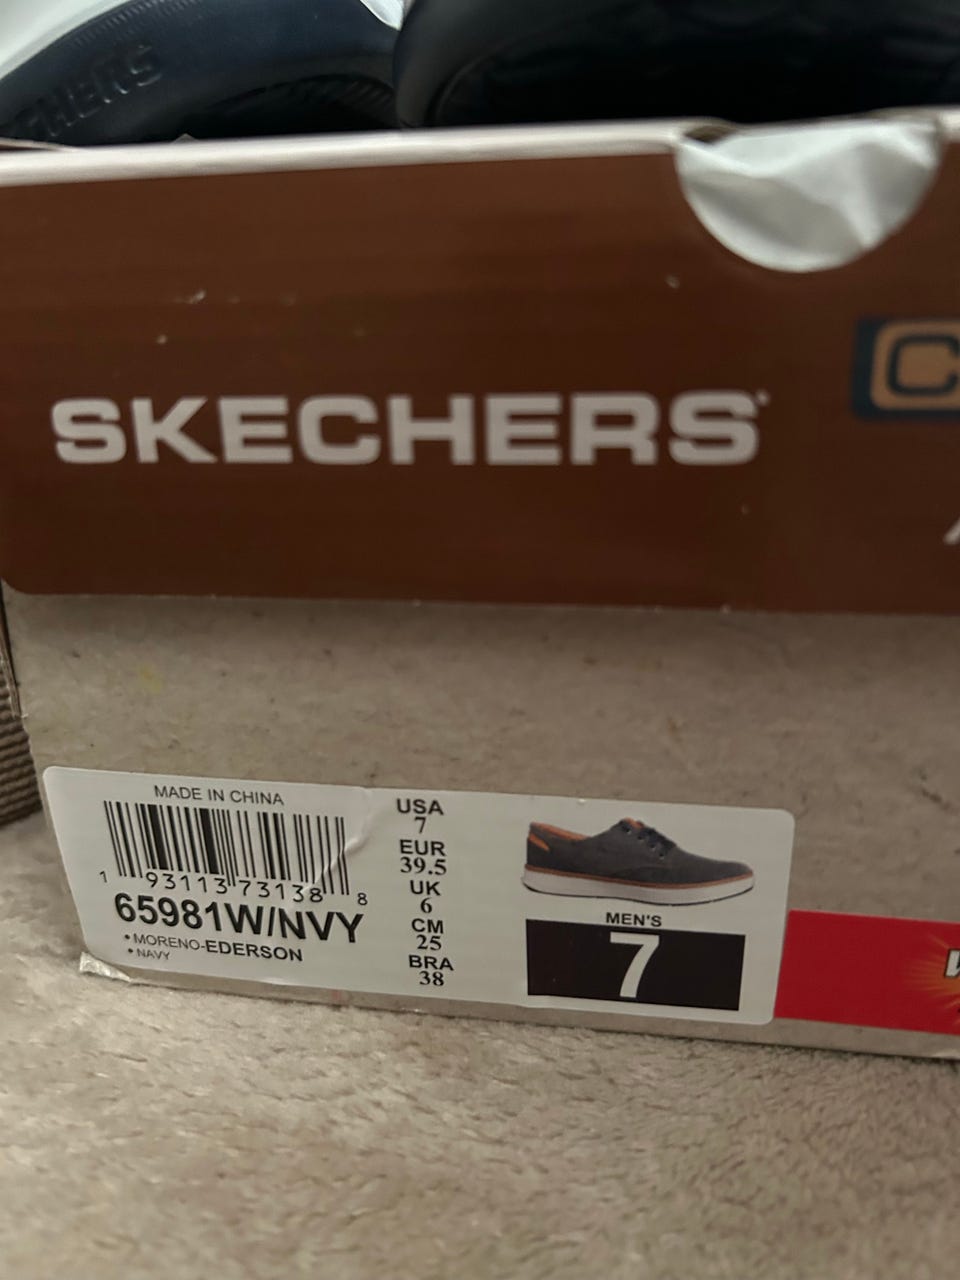 SKECHERS
C
MADE IN CHINA
1 93113 73138 8
65981W/NVY
• MORENO-EDERSON
• NAVY
USA
7
EUR
39.5
UK
6
CM
25
BRA
38
MEN'S
7